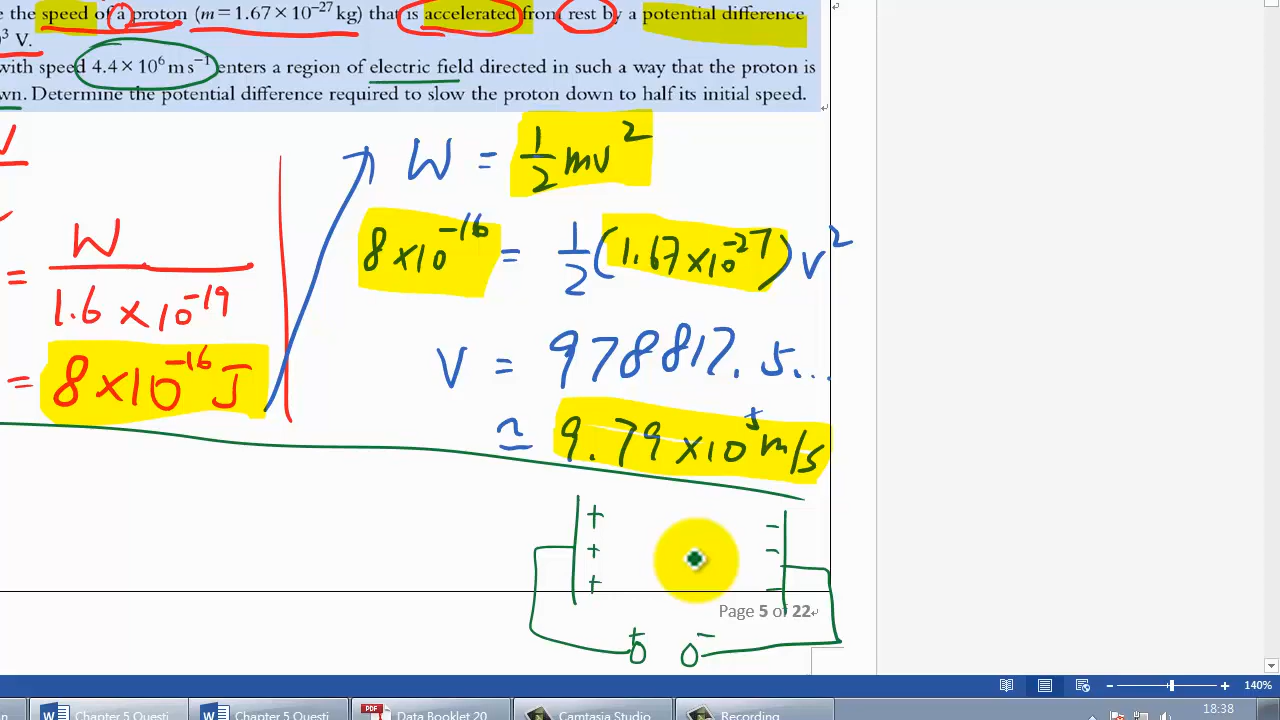 e the speed of a proton (m = 1.67 × 10⁻²⁷ kg) that is accelerated from rest by a potential difference
0³ V.
with speed 4.4 × 10⁶ m s⁻¹ enters a region of electric field directed in such a way that the proton is
wn. Determine the potential difference required to slow the proton down to half its initial speed.
W = 1/2 mv²
8×10⁻¹⁶ = 1/2 (1.67×10⁻²⁷) v²
= W / 1.6 × 10⁻¹⁹
= 8×10⁻¹⁶ J
V = 978817.5...
≃ 9.79 ×10⁵ m/s
+ −
+ −
+ −
Page 5 of 22
+ −
140%
Chapter 5 Questi
Chapter 5 Questi
Data Booklet 20
Camtasia Studio
Recording...
18:38